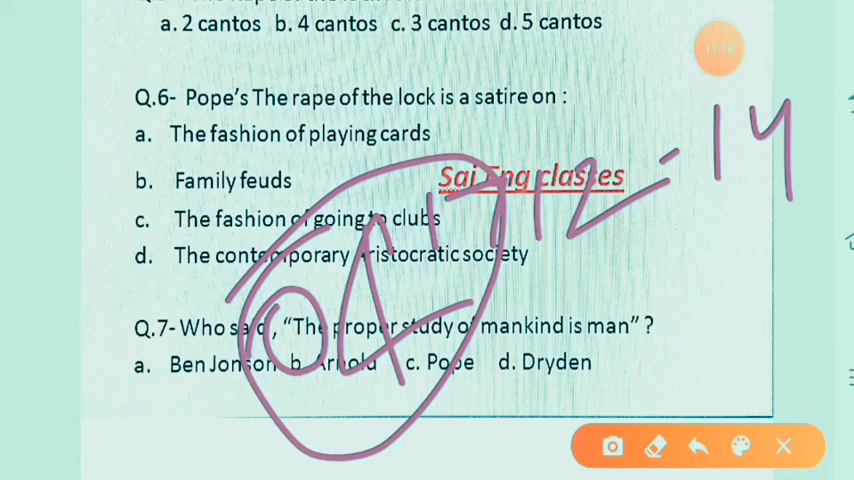 a. 2 cantos b. 4 cantos c. 3 cantos d. 5 cantos
11:13
Q.6- Pope's The rape of the lock is a satire on :
a. The fashion of playing cards
b. Family feuds
Sai Eng classes
c. The fashion of going to clubs
d. The contemporary Aristocratic society
Q.7- Who said, "The proper study of mankind is man" ?
a. Ben Jonson b. Arnold c. Pope d. Dryden